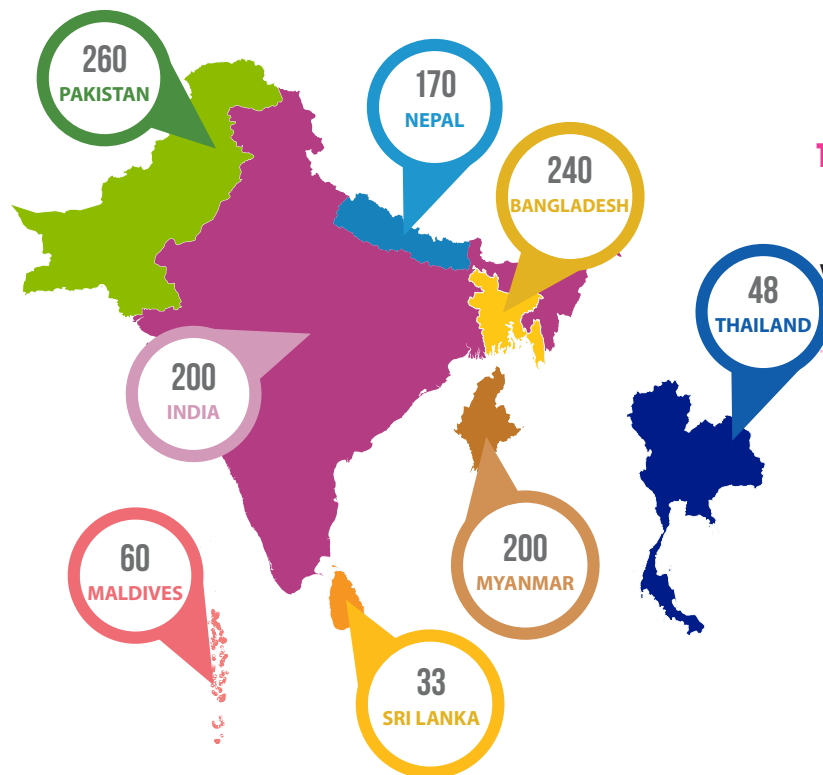 260
PAKISTAN
170
NEPAL
240
BANGLADESH
48
THAILAND
200
INDIA
200
MYANMAR
60
MALDIVES
33
SRI LANKA